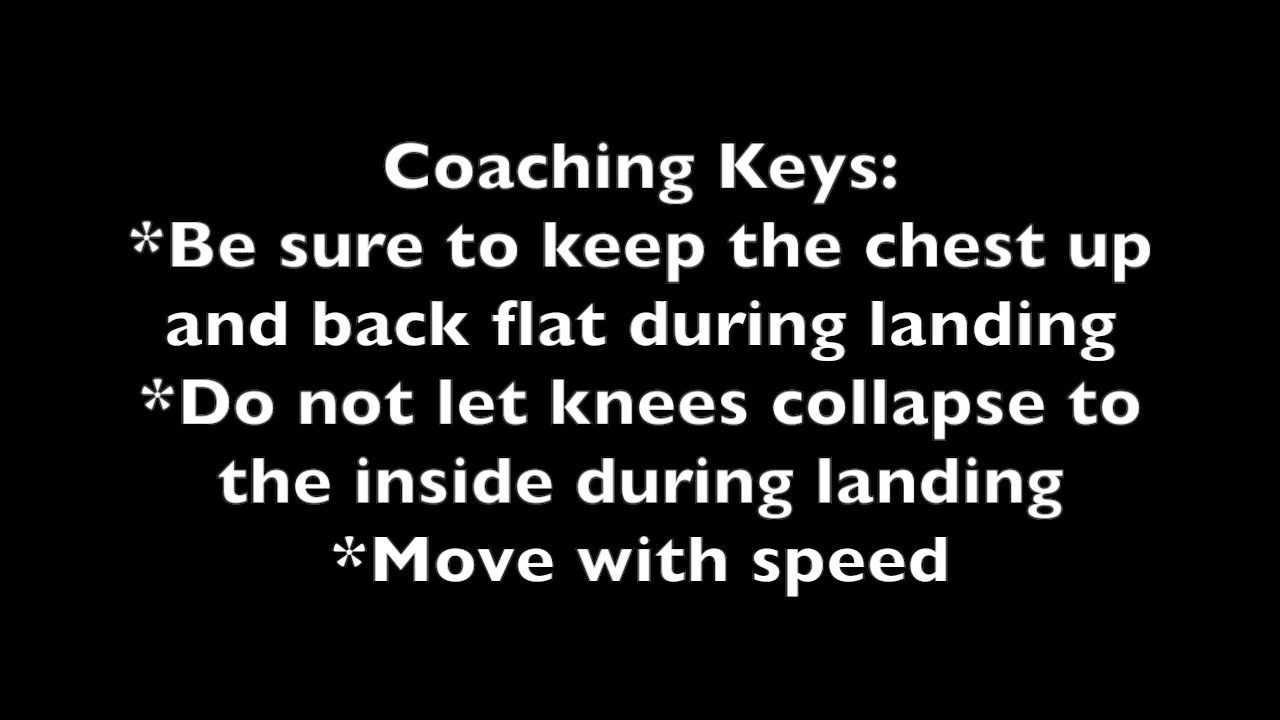 Coaching Keys:
*Be sure to keep the chest up
and back flat during landing
*Do not let knees collapse to
the inside during landing
*Move with speed